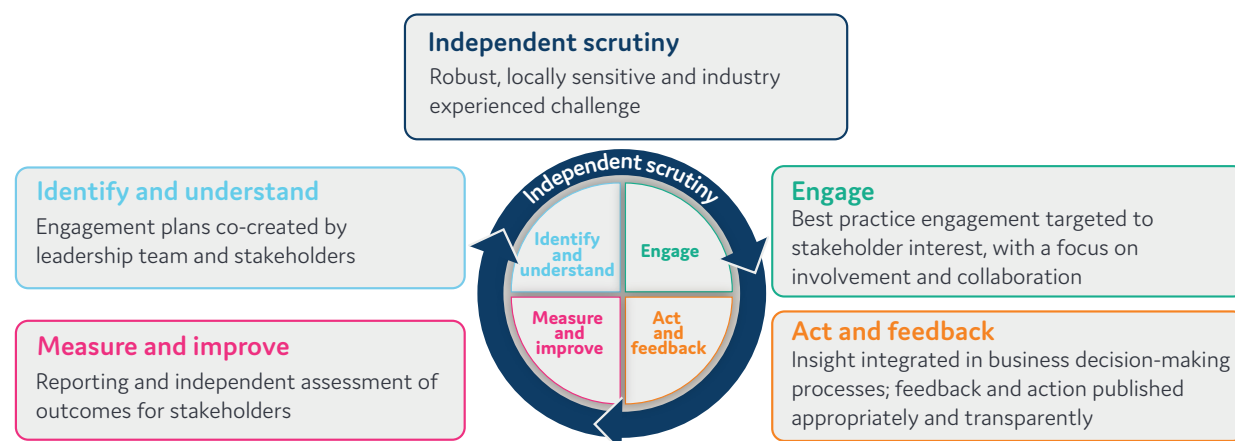 Independent scrutiny
Robust, locally sensitive and industry
experienced challenge
Identify and understand
Engagement plans co-created by
leadership team and stakeholders
Measure and improve
Reporting and independent assessment of
outcomes for stakeholders
Independent scrutiny
Identify
and
understand
Engage
Measure
and
improve
Act
and
feedback
Engage
Best practice engagement targeted to
stakeholder interest, with a focus on
involvement and collaboration
Act and feedback
Insight integrated in business decision-making
processes; feedback and action published
appropriately and transparently